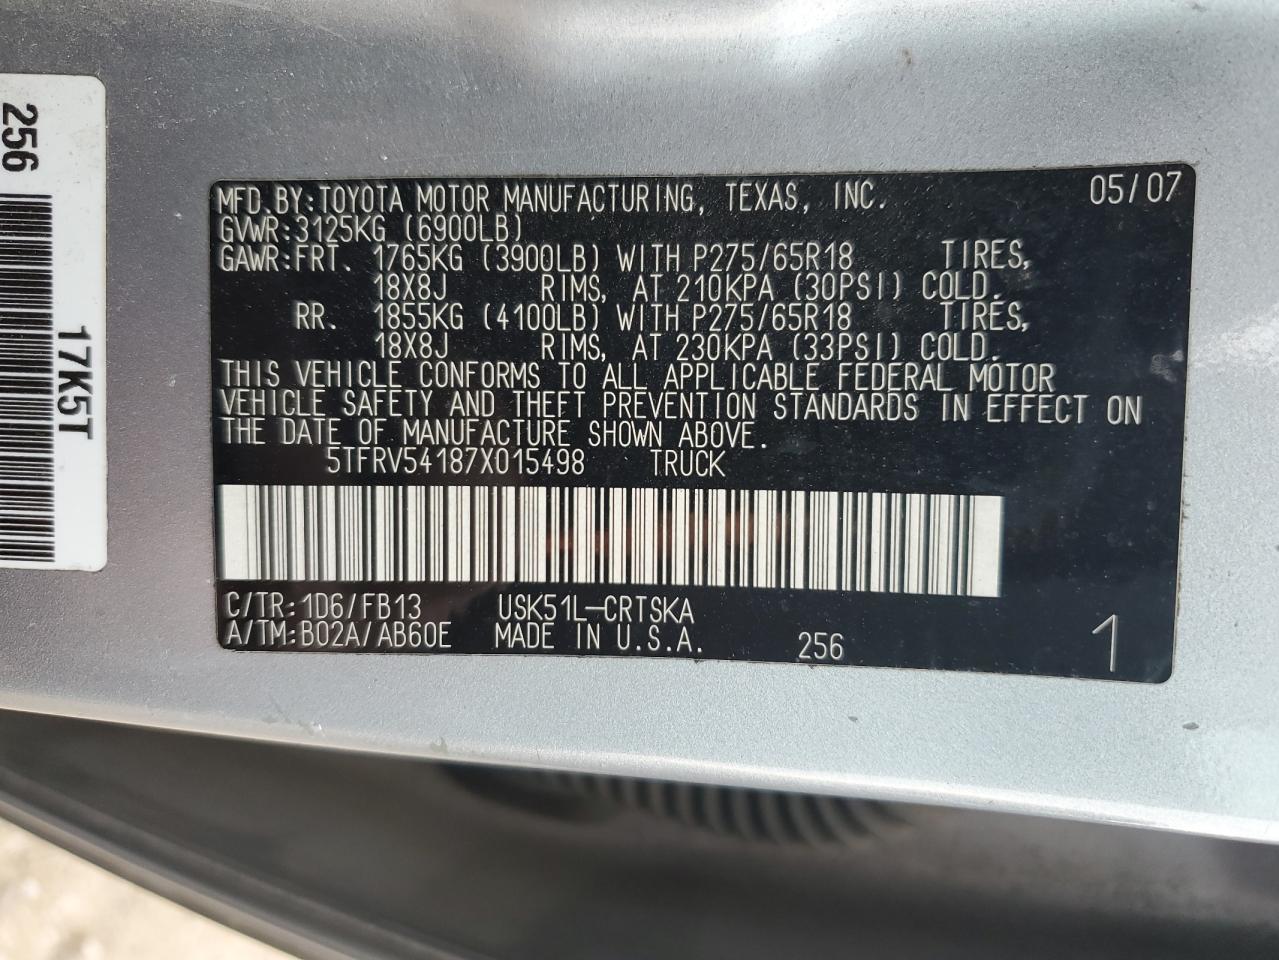 256
17K5T
MFD.BY:TOYOTA MOTOR MANUFACTURING, TEXAS, INC. 05/07
GVWR:3125KG (6900LB)
GAWR:FRT. 1765KG (3900LB) WITH P275/65R18 TIRES,
18X8J RIMS, AT 210KPA (30PSI) COLD.
RR. 1855KG (4100LB) WITH P275/65R18 TIRES,
18X8J RIMS, AT 230KPA (33PSI) COLD.
THIS VEHICLE CONFORMS TO ALL APPLICABLE FEDERAL MOTOR
VEHICLE SAFETY AND THEFT PREVENTION STANDARDS IN EFFECT ON
THE DATE OF MANUFACTURE SHOWN ABOVE.
5TFRV54187X015498 TRUCK
C/TR:1D6/FB13 USK51L-CRTSKA
A/TM:B02A/AB60E MADE IN U.S.A. 256 1